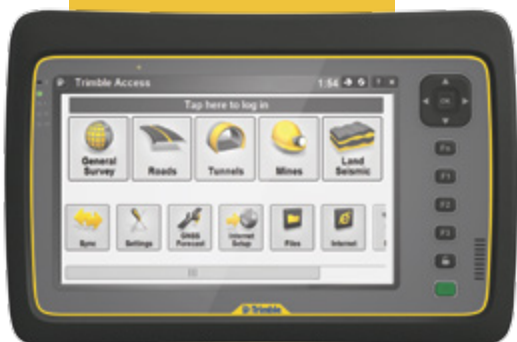 Trimble Access 1:54 ? ×
Tap here to log in
General Survey
Roads
Tunnels
Mines
Land Seismic
Sync
Settings
GNSS Forecast
Internet Setup
Files
Internet
OK
Fn
F1
F2
F3
Trimble